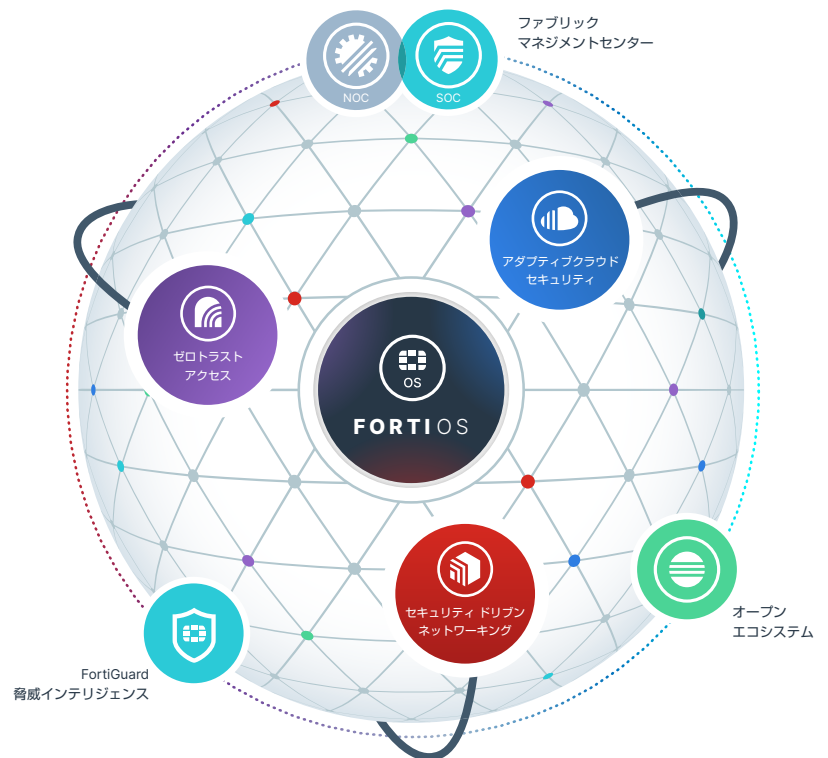 ファブリック
マネジメントセンター
NOC
SOC
アダプティブクラウド
セキュリティ
ゼロトラスト
アクセス
OS
FORTIOS
セキュリティ ドリブン
ネットワーキング
オープン
エコシステム
FortiGuard
脅威インテリジェンス